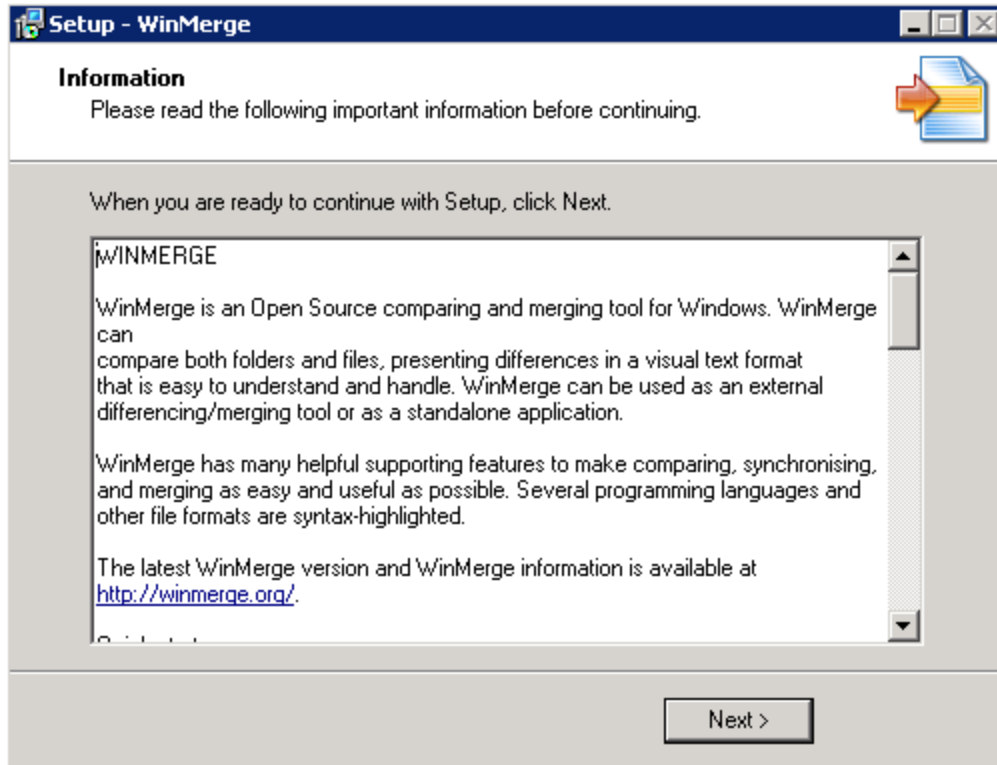 Setup - WinMerge
Information
Please read the following important information before continuing.
When you are ready to continue with Setup, click Next.
WINMERGE
WinMerge is an Open Source comparing and merging tool for Windows. WinMerge
can
compare both folders and files, presenting differences in a visual text format
that is easy to understand and handle. WinMerge can be used as an external
differencing/merging tool or as a standalone application.
WinMerge has many helpful supporting features to make comparing, synchronising,
and merging as easy and useful as possible. Several programming languages and
other file formats are syntax-highlighted.
The latest WinMerge version and WinMerge information is available at
http://winmerge.org/.
Next >